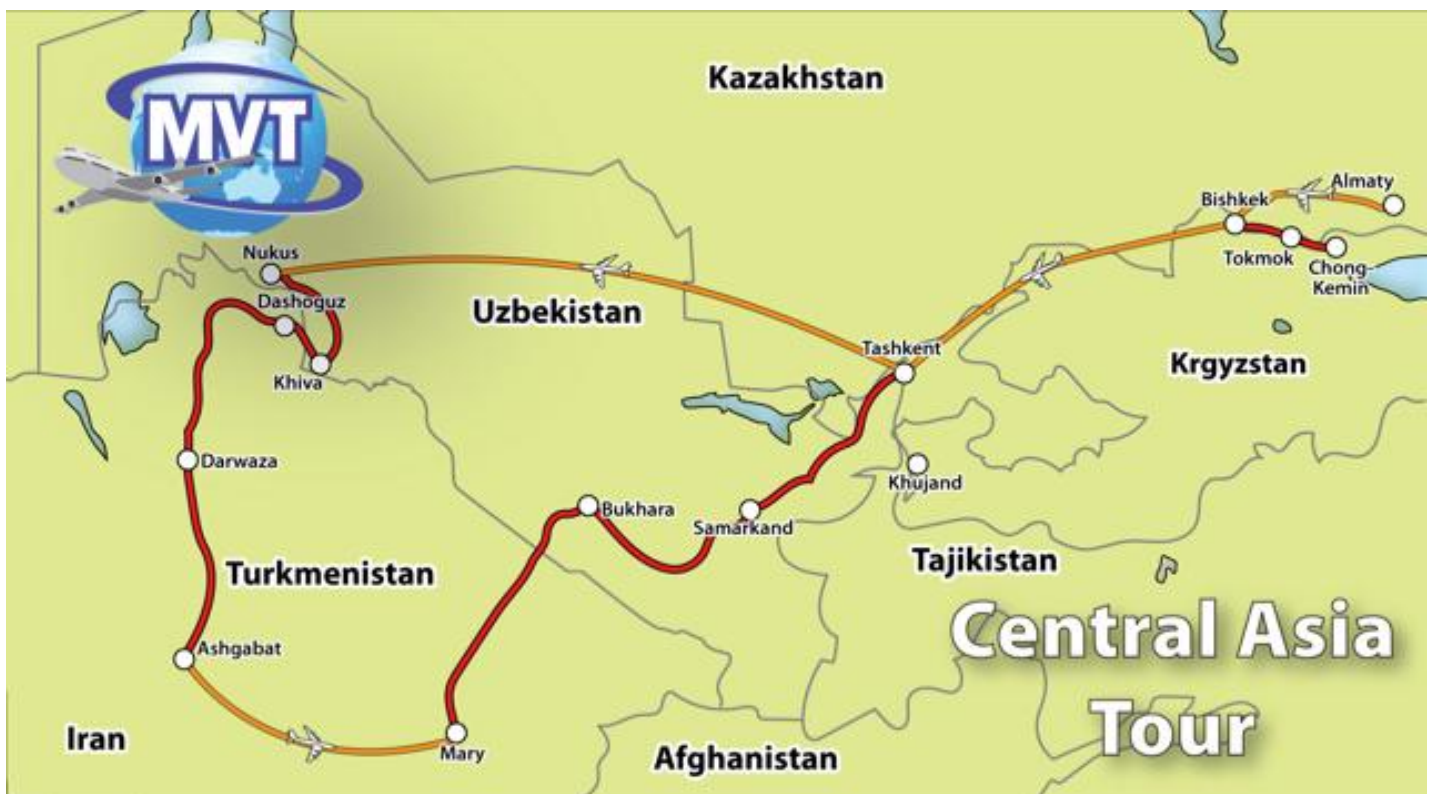 Kazakhstan
MVT
Almaty
Bishkek
Tokmok
Chong-
Kemin
Nukus
Dashoguz
Uzbekistan
Khiva
Tashkent
Krgyzstan
Darwaza
Khujand
Bukhara
Samarkand
Turkmenistan
Tajikistan
Ashgabat
Central Asia
Tour
Iran
Mary
Afghanistan